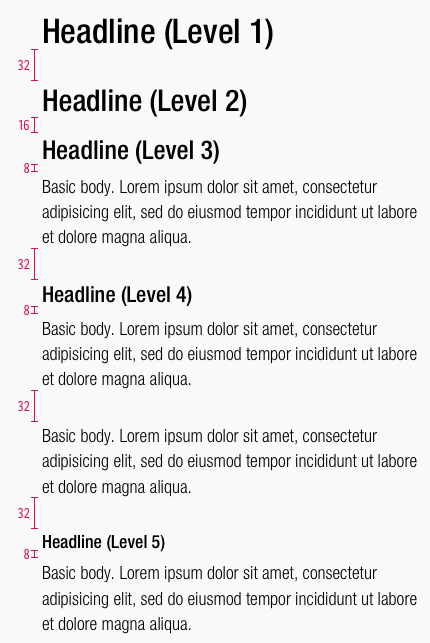 Headline (Level 1)
32
Headline (Level 2)
16
Headline (Level 3)
8
Basic body. Lorem ipsum dolor sit amet, consectetur
adipisicing elit, sed do eiusmod tempor incididunt ut labore
et dolore magna aliqua.
32
Headline (Level 4)
8
Basic body. Lorem ipsum dolor sit amet, consectetur
adipisicing elit, sed do eiusmod tempor incididunt ut labore
et dolore magna aliqua.
32
Basic body. Lorem ipsum dolor sit amet, consectetur
adipisicing elit, sed do eiusmod tempor incididunt ut labore
et dolore magna aliqua.
32
Headline (Level 5)
8
Basic body. Lorem ipsum dolor sit amet, consectetur
adipisicing elit, sed do eiusmod tempor incididunt ut labore
et dolore magna aliqua.